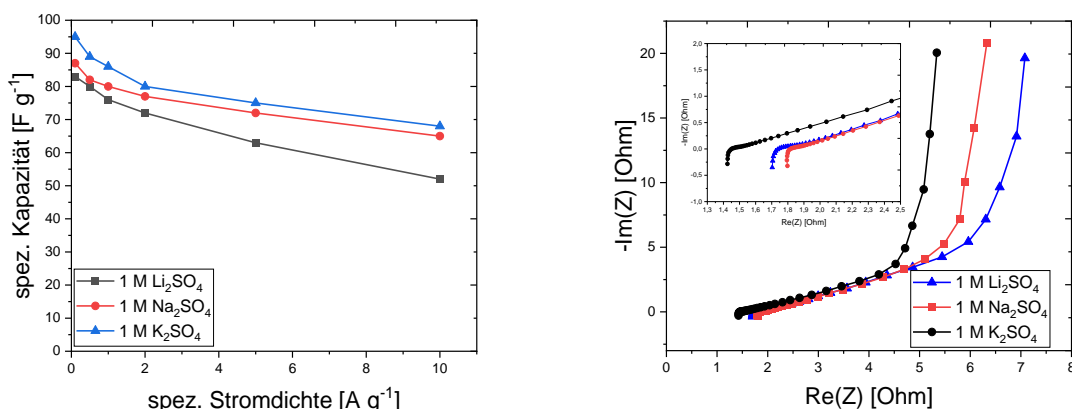 100
90
80
70
60
50
40
30
20
10
0
spez. Kapazität [F g⁻¹]
1 M Li₂SO₄
1 M Na₂SO₄
1 M K₂SO₄
0 2 4 6 8 10
spez. Stromdichte [A g⁻¹]
20
15
10
5
0
-Im(Z) [Ohm]
2,0
1,5
1,0
0,5
0,0
-0,5
-1,0
-Im(Z) [Ohm]
1,3 1,4 1,5 1,6 1,7 1,8 1,9 2,0 2,1 2,2 2,3 2,4 2,5
Re(Z) [Ohm]
1 M Li₂SO₄
1 M Na₂SO₄
1 M K₂SO₄
0 1 2 3 4 5 6 7 8
Re(Z) [Ohm]